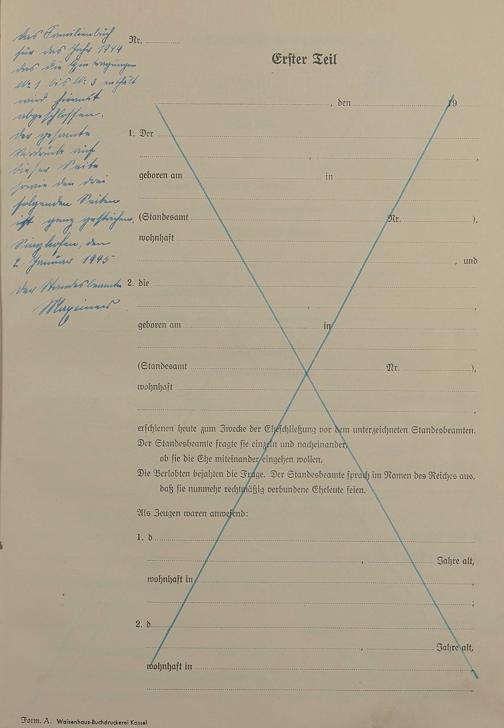 das Familienbuch
für das Jahr 1944
das die Eintragungen
Nr. 1 bis Nr. 3 enthält
wird hiermit
abgeschlossen.
Der gesamte
Vordruck auf
dieser Seite
sowie den drei
folgenden Seiten
ist ganz gestrichen.
Singhofen, den
2. Januar 1945
Der Standesbeamte
Nr.
Erster Teil
, den 19
1. Der
,
geboren am in
,
(Standesamt Nr. ),
wohnhaft
, und
2. die
,
geboren am in
(Standesamt Nr. ),
wohnhaft
,
erschienen heute zum Zwecke der Eheschließung vor dem unterzeichneten Standesbeamten.
Der Standesbeamte fragte sie einzeln und nacheinander,
ob sie die Ehe miteinander eingehen wollen.
Die Verlobten bejahten die Frage. Der Standesbeamte sprach im Namen des Reiches aus,
daß sie nunmehr rechtmäßig verbundene Eheleute seien.
Als Zeugen waren anwesend:
1. d
, Jahre alt,
wohnhaft in
;
2. d
, Jahre alt,
wohnhaft in
Form. A. Waisenhaus-Buchdruckerei Kassel